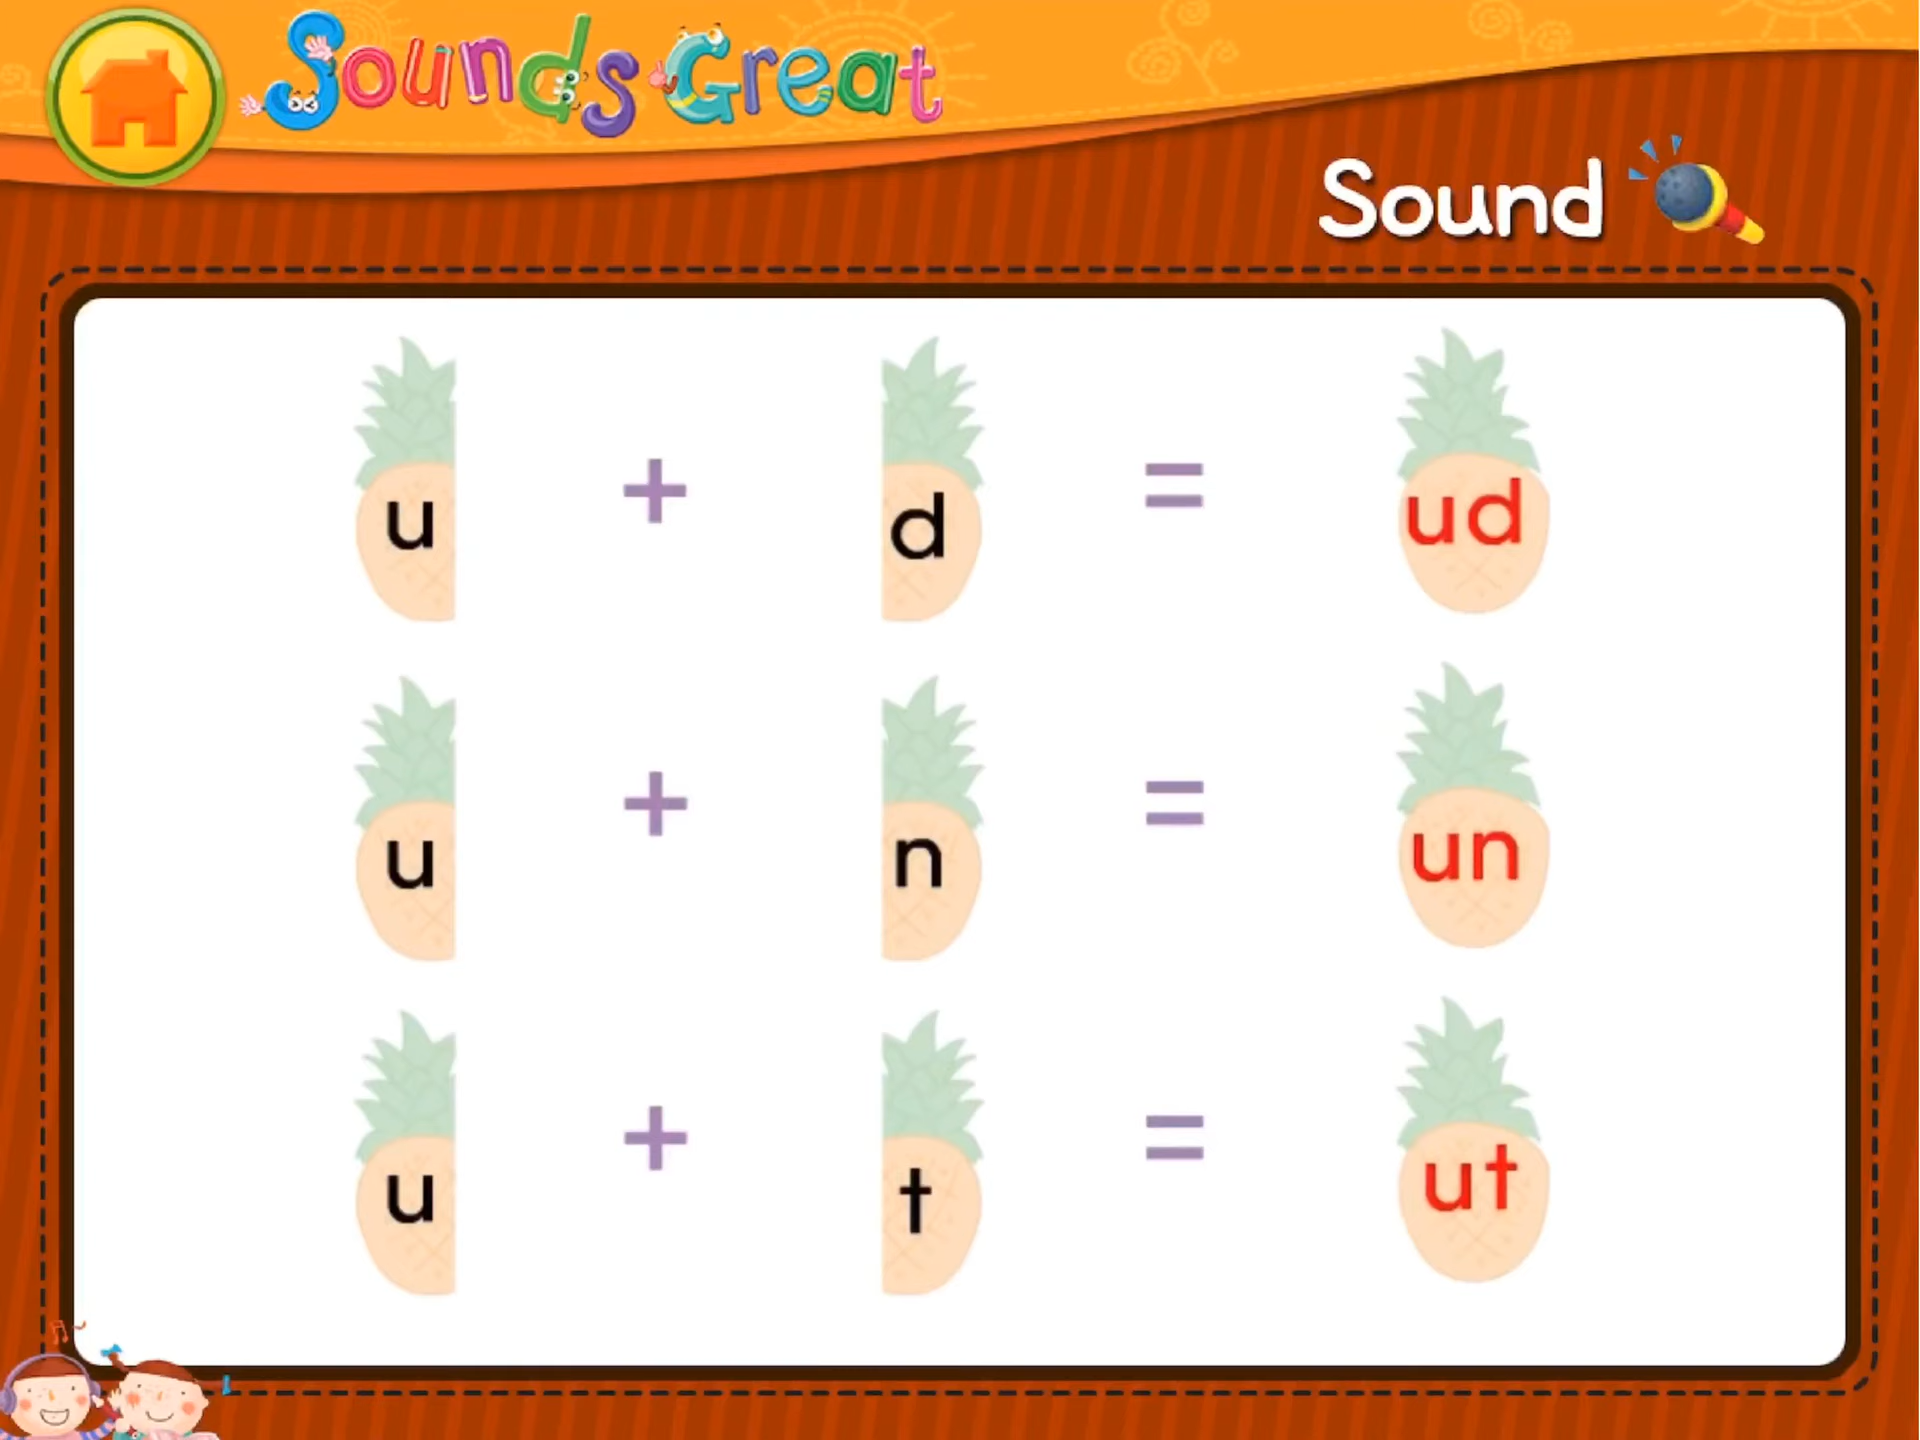 Sounds Great
Sound
u + d = ud
u + n = un
u + t = ut